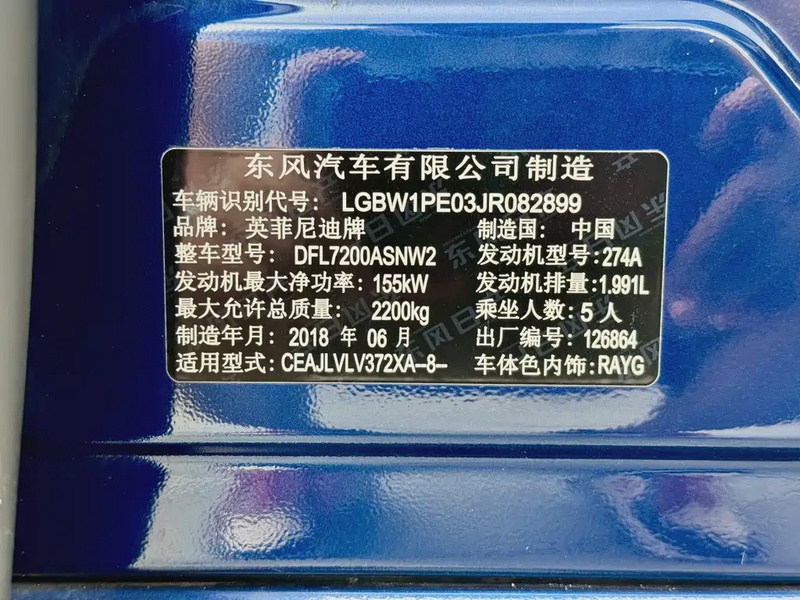 东风汽车有限公司制造
车辆识别代号: LGBW1PE03JR082899
品牌: 英菲尼迪牌 制造国: 中国
整车型号: DFL7200ASNW2 发动机型号:274A
发动机最大净功率: 155kW 发动机排量:1.991L
最大允许总质量: 2200kg 乘坐人数:5人
制造年月: 2018 年 06 月 出厂编号: 126864
适用型式: CEAJLVLV372XA-8- 车体色内饰:RAYG